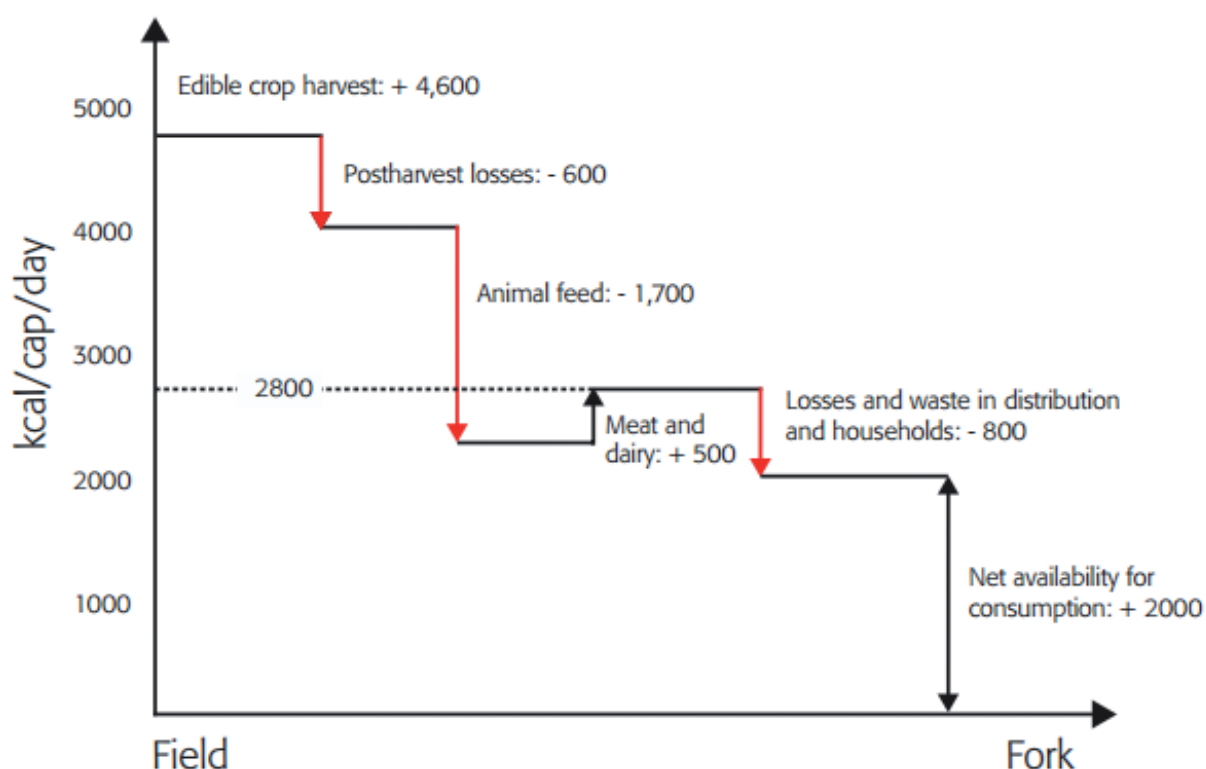 Edible crop harvest: + 4,600
5000
Postharvest losses: - 600
4000
Animal feed: - 1,700
kcal/cap/day
3000
2800
Losses and waste in distribution
and households: - 800
Meat and
dairy: + 500
2000
Net availability for
consumption: + 2000
1000
Field
Fork